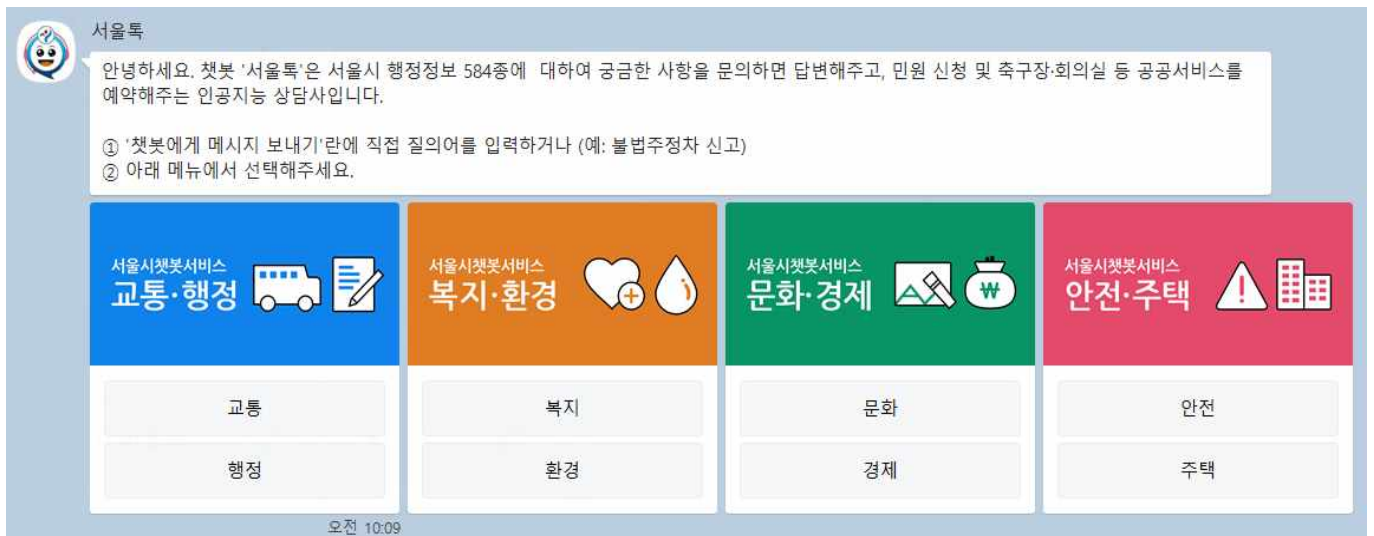 서울톡
안녕하세요. 챗봇 '서울톡'은 서울시 행정정보 584종에 대하여 궁금한 사항을 문의하면 답변해주고, 민원 신청 및 축구장·회의실 등 공공서비스를
예약해주는 인공지능 상담사입니다.
① '챗봇에게 메시지 보내기'란에 직접 질의어를 입력하거나 (예: 불법주정차 신고)
② 아래 메뉴에서 선택해주세요.
서울시챗봇서비스
교통·행정
교통
행정
서울시챗봇서비스
복지·환경
복지
환경
서울시챗봇서비스
문화·경제
₩
문화
경제
서울시챗봇서비스
안전·주택
안전
주택
오전 10:09